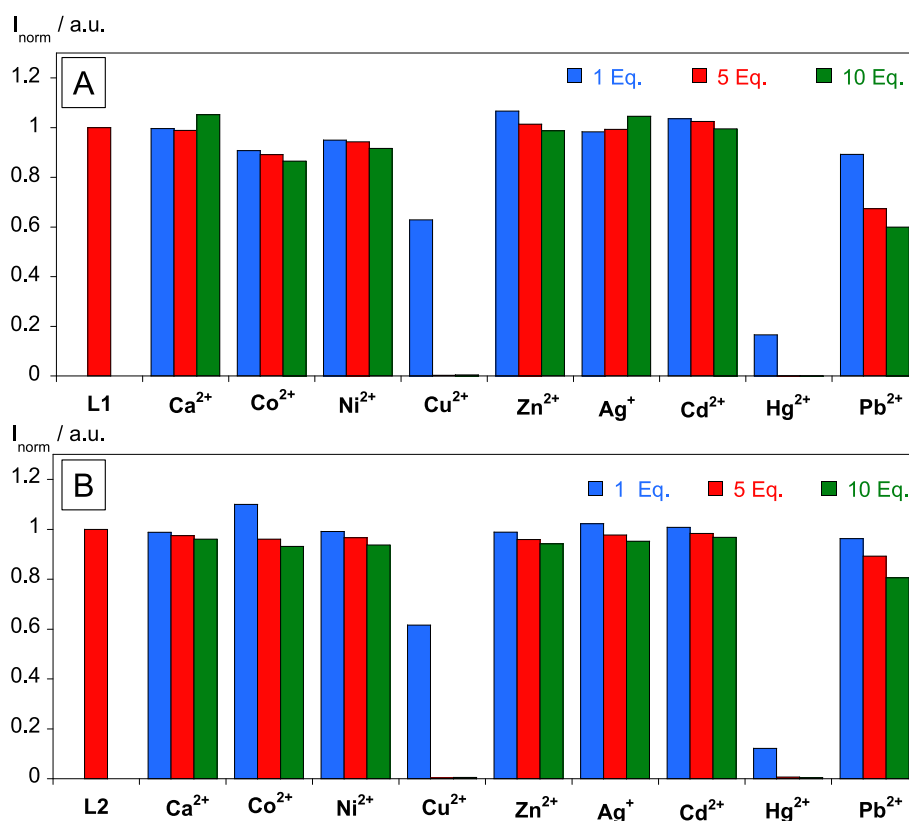 I_norm / a.u.
A
1 Eq. 5 Eq. 10 Eq.
1.2
1
0.8
0.6
0.4
0.2
0
L1 Ca²⁺ Co²⁺ Ni²⁺ Cu²⁺ Zn²⁺ Ag⁺ Cd²⁺ Hg²⁺ Pb²⁺
I_norm / a.u.
B
1 Eq. 5 Eq. 10 Eq.
1.2
1
0.8
0.6
0.4
0.2
0
L2 Ca²⁺ Co²⁺ Ni²⁺ Cu²⁺ Zn²⁺ Ag⁺ Cd²⁺ Hg²⁺ Pb²⁺